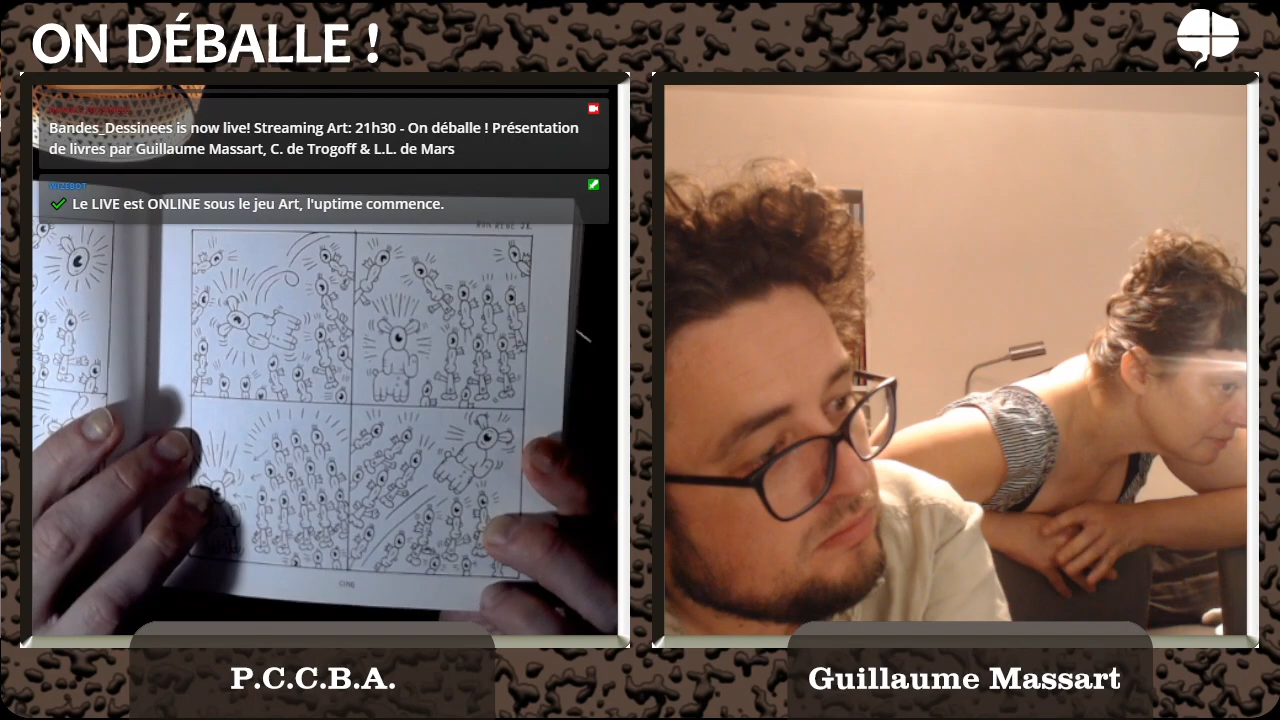 ON DÉBALLE !
Bandes_Dessinees is now live! Streaming Art: 21h30 - On déballe ! Présentation
de livres par Guillaume Massart, C. de Trogoff & L.L. de Mars
WIZEBOT
Le LIVE est ONLINE sous le jeu Art, l'uptime commence.
CINQ
P.C.C.B.A.
Guillaume Massart